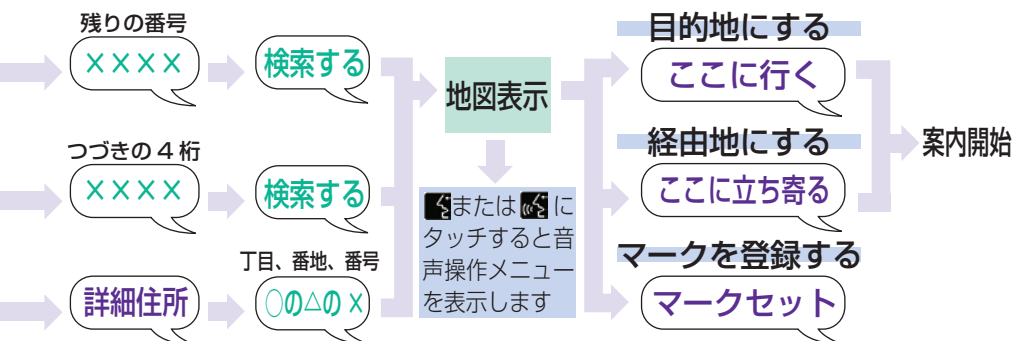 残りの番号
××××
検索する
つづきの4桁
××××
検索する
詳細住所
丁目、番地、番号
○の△の×
地図表示
または に
タッチすると音
声操作メニュー
を表示します
目的地にする
ここに行く
経由地にする
ここに立ち寄る
マークを登録する
マークセット
案内開始